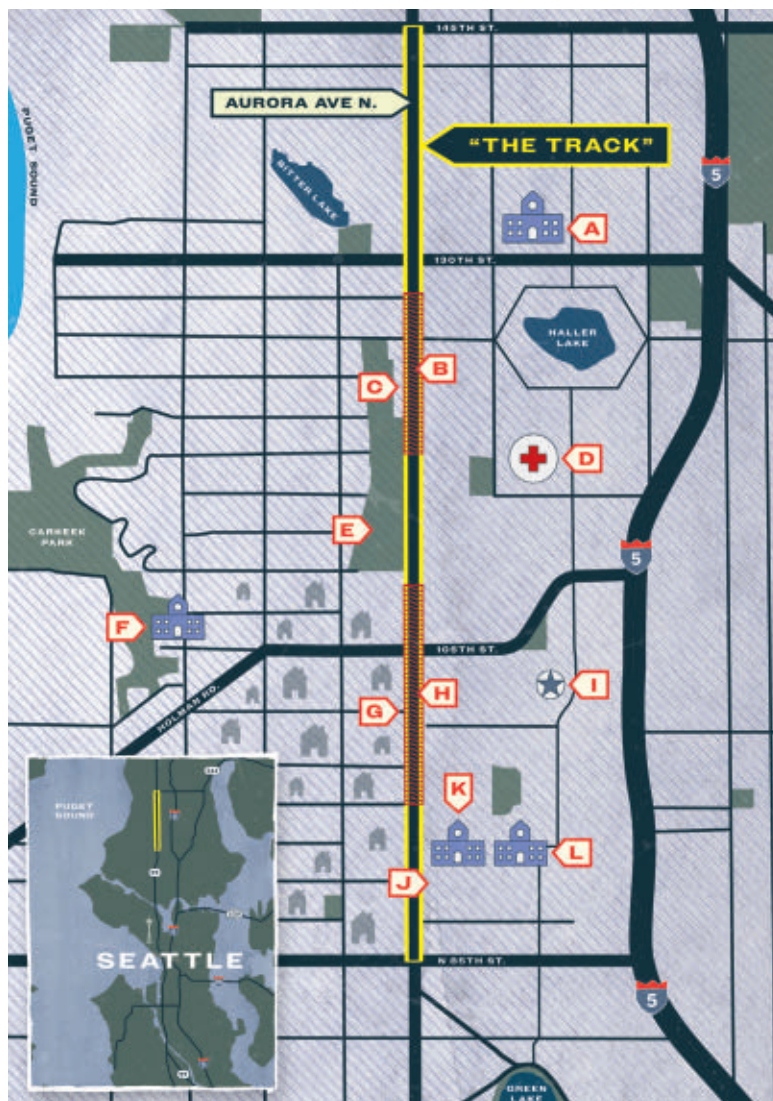 145TH ST.
AURORA AVE N.
"THE TRACK"
PUGET SOUND
BITTER LAKE
5
A
130TH ST.
HALLER
LAKE
B
C
D
E
CARKEEK
PARK
5
F
105TH ST.
I
H
G
HOLMAN RD.
K
L
J
PUGET
SOUND
SEATTLE
N 85TH ST.
5
GREEN
LAKE